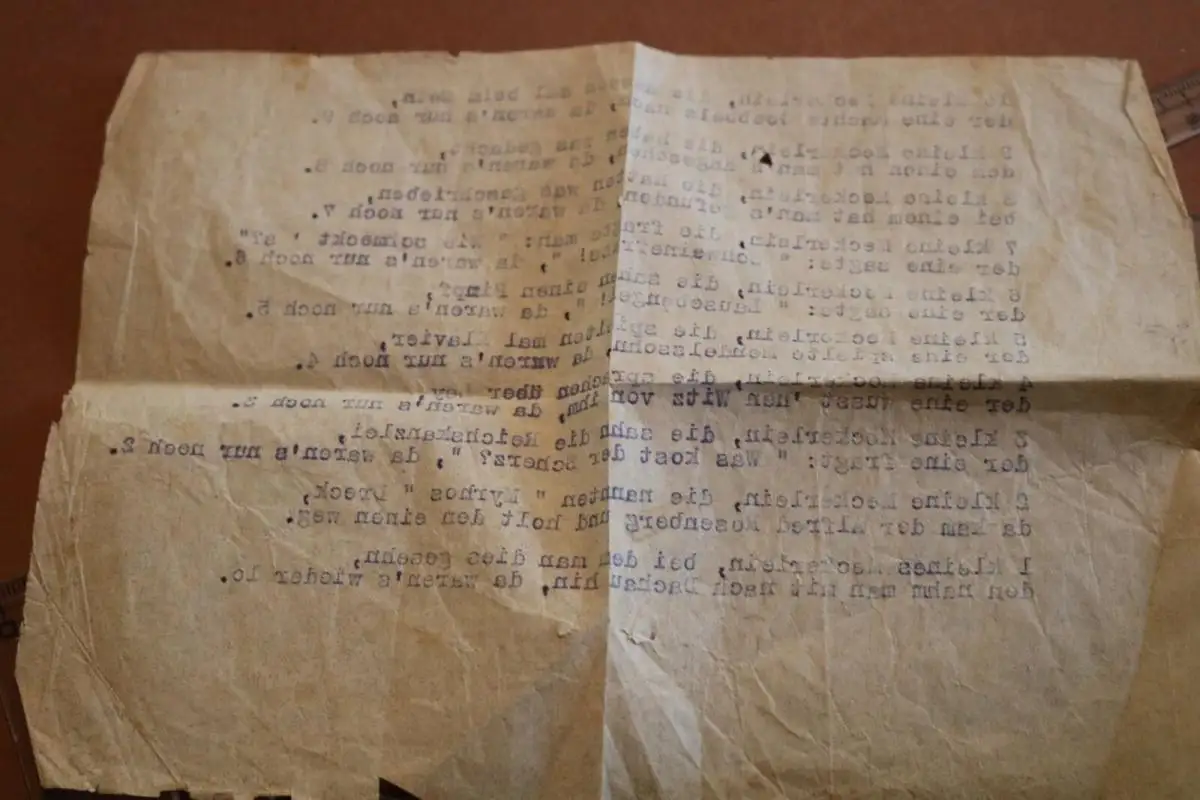 kleine Meckerlein, die mal beim Wein,
der eine machte Goebbels nach, da waren's nur noch 9.
9 kleine Meckerlein, die hatten was gedacht,
dem einen hat man's angesehen, da waren's nur noch 8.
8 kleine Meckerlein, die hatten was geschrieben,
bei einem hat man's gefunden, da waren's nur noch 7.
7 kleine Meckerlein, die fragte man: " Wie schmeckt ' s?"
der eine sagte: " Schweinefraß! ", da waren's nur noch 6.
6 kleine Meckerlein, die sahen einen Pimpf,
der eine sagte: " Lausebengel! ", da waren's nur noch 5.
5 kleine Meckerlein, die spielten mal Klavier,
der eine spielte Mendelssohn, da waren's nur noch 4.
4 kleine Meckerlein, die sprachen über Ley
der eine wusst 'nen Witz von ihm, da waren's nur noch 3.
3 kleine Meckerlein, die sahn die Reichskanzlei,
der eine fragt: " Was kost der Scherz? ", da waren's nur noch 2.
2 kleine Meckerlein, die nannten " Myrhos " Dreck,
da kam der Alfred Rosenberg und holt den einen weg.
1 kleines Meckerlein, bei dem man dies gesehn,
den nahm man mit nach Dachau hin, da waren's wieder lo.